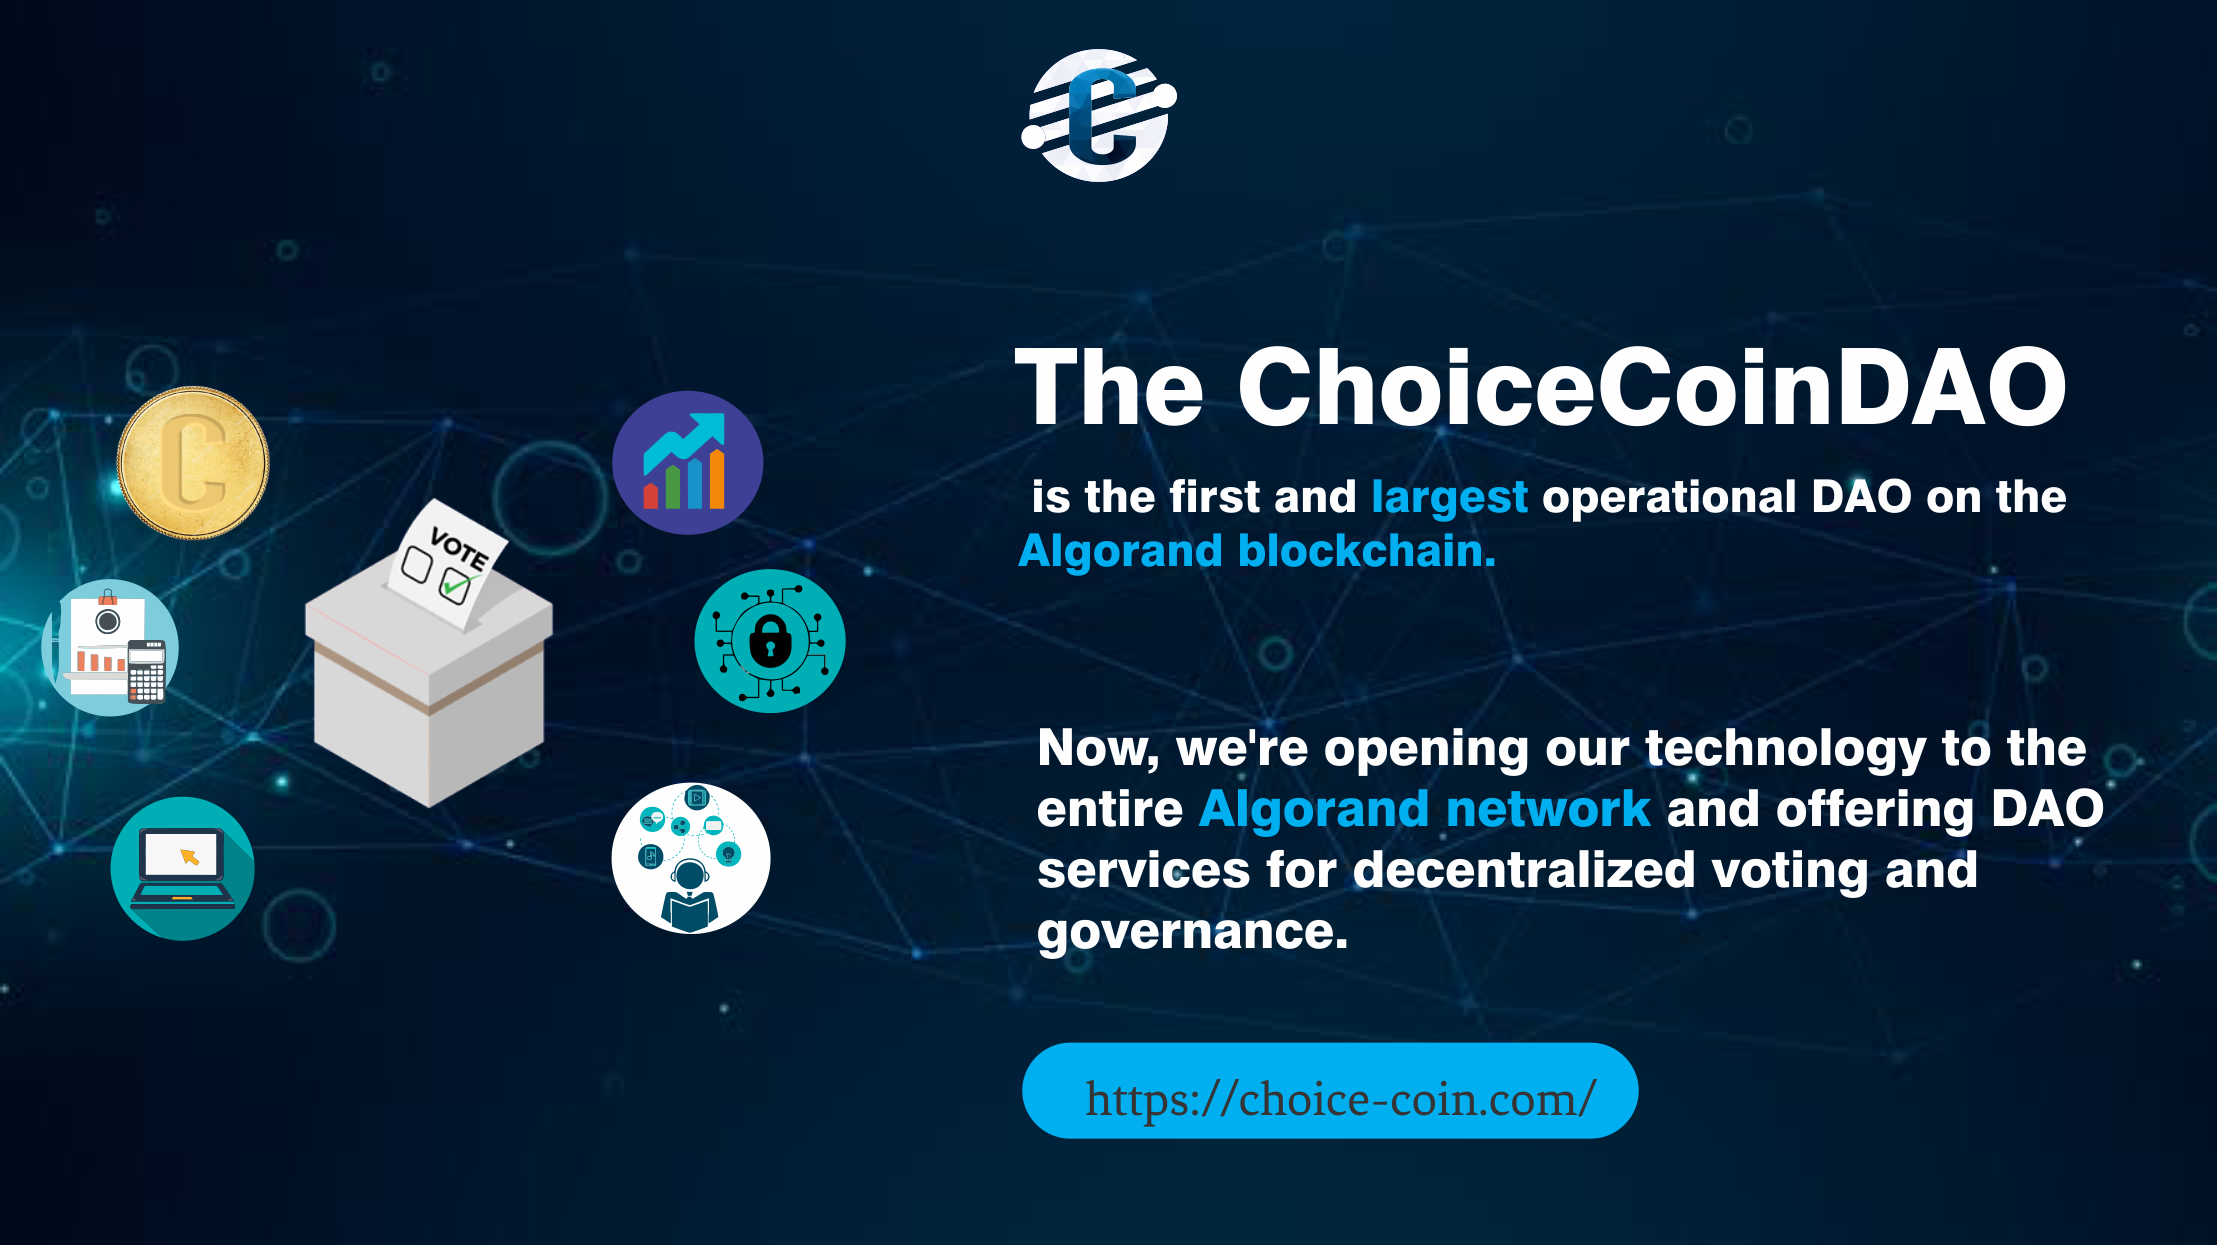 C
The ChoiceCoinDAO
is the first and largest operational DAO on the
Algorand blockchain.
C
VOTE
Now, we're opening our technology to the
entire Algorand network and offering DAO
services for decentralized voting and
governance.
https://choice-coin.com/